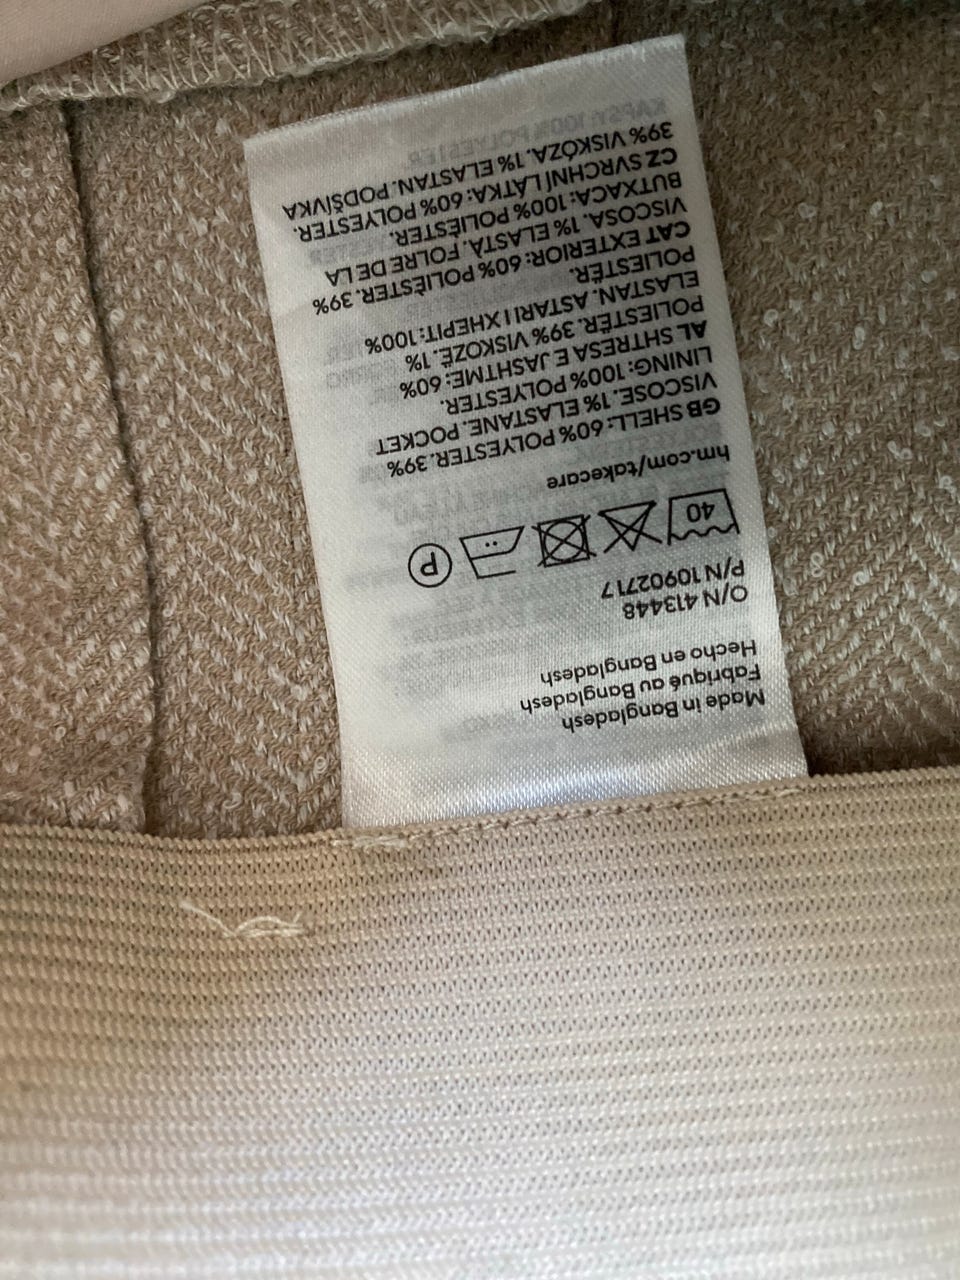 Made in Bangladesh
Fabriqué au Bangladesh
Hecho en Bangladesh
O/N 413448
P/N 10902717
40
P
hm.com/takecare
GB SHELL: 60% POLYESTER. 39%
VISCOSE. 1% ELASTANE. POCKET
LINING: 100% POLYESTER.
AL SHTRESA E JASHTME: 60%
POLIESTËR. 39% VISKOZË. 1%
ELASTAN. ASTARI I XHEPIT: 100%
POLIESTËR.
CAT EXTERIOR: 60% POLIÈSTER. 39%
VISCOSA. 1% ELASTÀ. FOLRE DE LA
BUTXACA: 100% POLIÈSTER.
CZ SVRCHNÍ LÁTKA: 60% POLYESTER.
39% VISKÓZA. 1% ELASTAN. PODŠÍVKA
KAPSY: 100% POLYESTER.